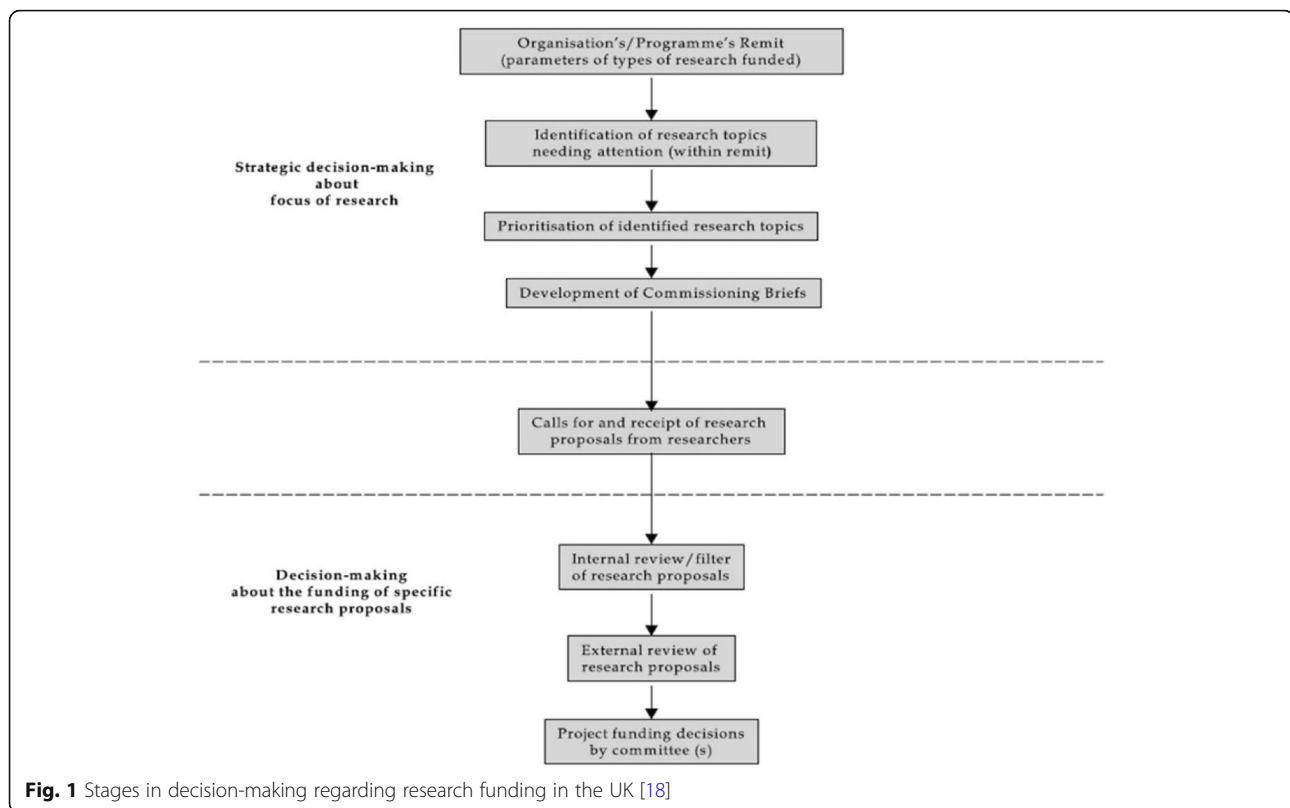 Organisation's/Programme's Remit
(parameters of types of research funded)
Identification of research topics
needing attention (within remit)
Strategic decision-making
about
focus of research
Prioritisation of identified research topics
Development of Commissioning Briefs
Calls for and receipt of research
proposals from researchers
Internal review/filter
of research proposals
Decision-making
about the funding of specific
research proposals
External review of
research proposals
Project funding decisions
by committee (s)
Fig. 1 Stages in decision-making regarding research funding in the UK [18]